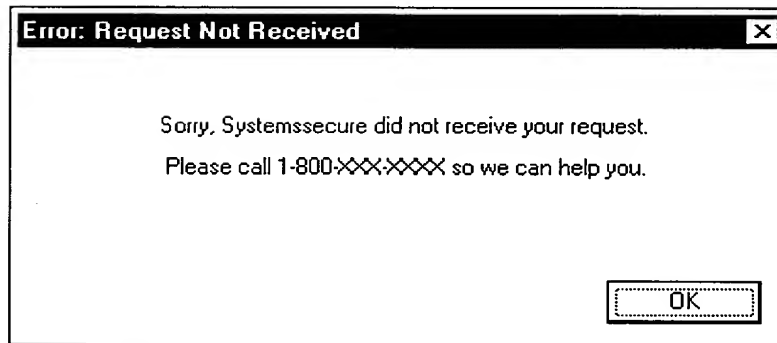 Error: Request Not Received
Sorry, Systemssecure did not receive your request.
Please call 1-800-XXX-XXXX so we can help you.
OK